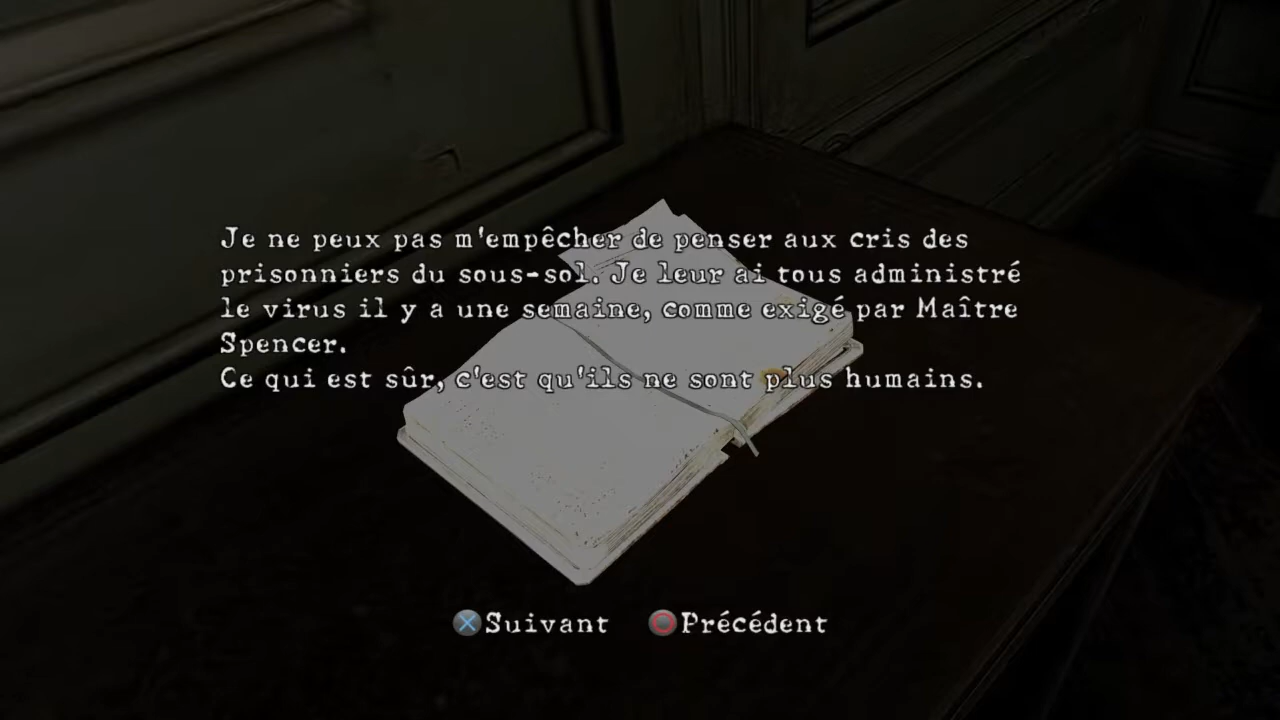 Je ne peux pas m'empêcher de penser aux cris des
prisonniers du sous-sol. Je leur ai tous administré
le virus il y a une semaine, comme exigé par Maître
Spencer.
Ce qui est sûr, c'est qu'ils ne sont plus humains.
Suivant Précédent